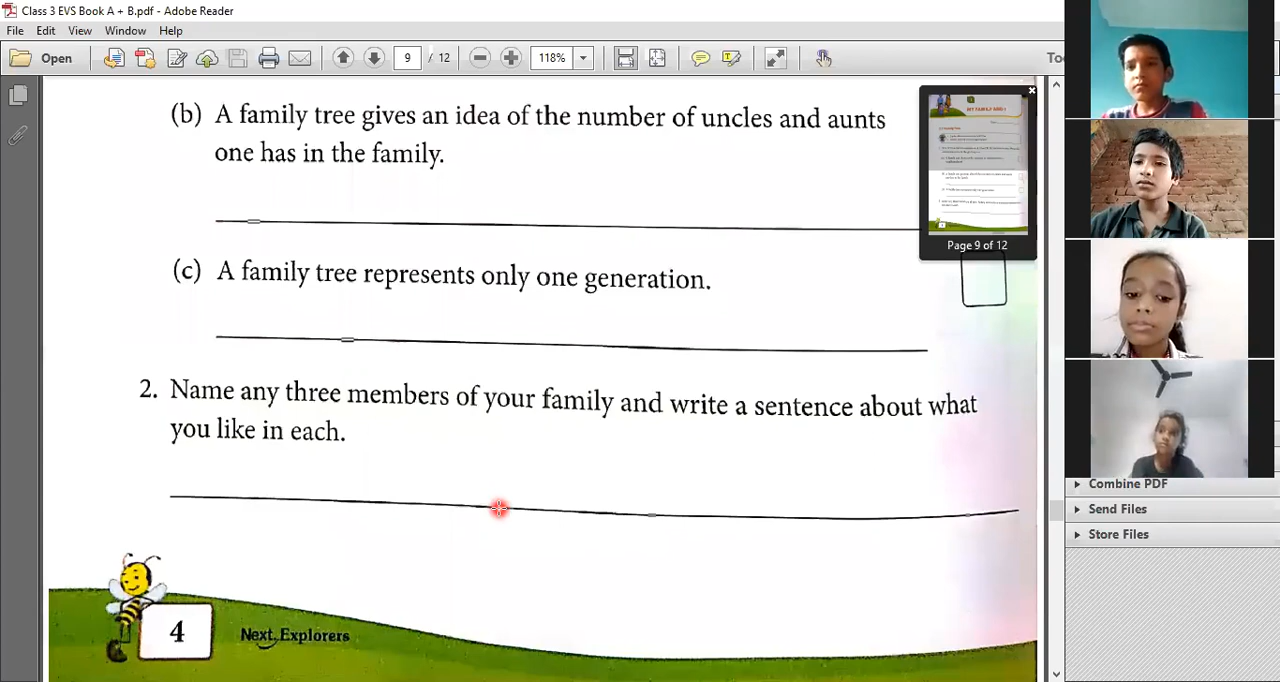 Class 3 EVS Book A + B.pdf - Adobe Reader
File Edit View Window Help
Open 9 / 12 118% To
(b) A family tree gives an idea of the number of uncles and aunts
one has in the family.
Page 9 of 12
(c) A family tree represents only one generation.
2. Name any three members of your family and write a sentence about what
you like in each.
Combine PDF
Send Files
Store Files
4 Next Explorers